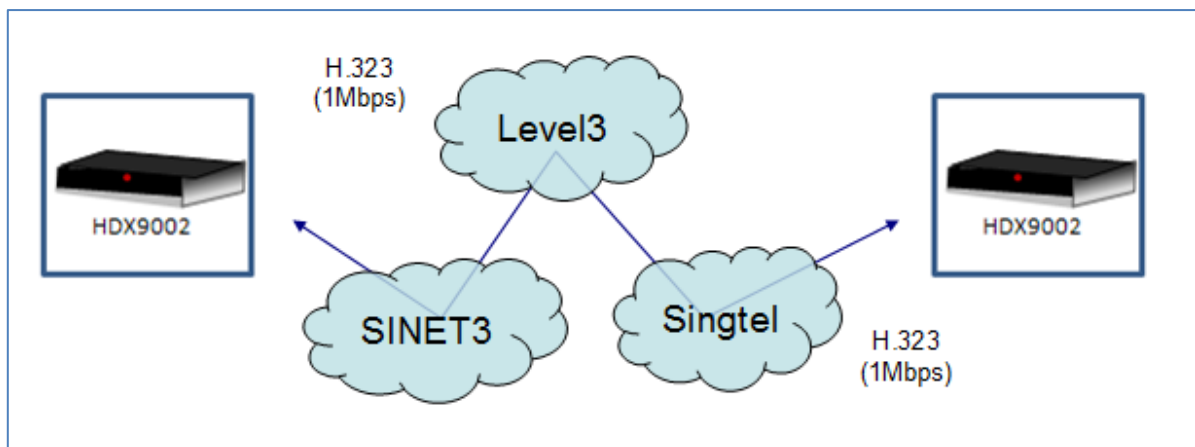 H.323
(1Mbps)
Level3
HDX9002
HDX9002
SINET3
Singtel
H.323
(1Mbps)